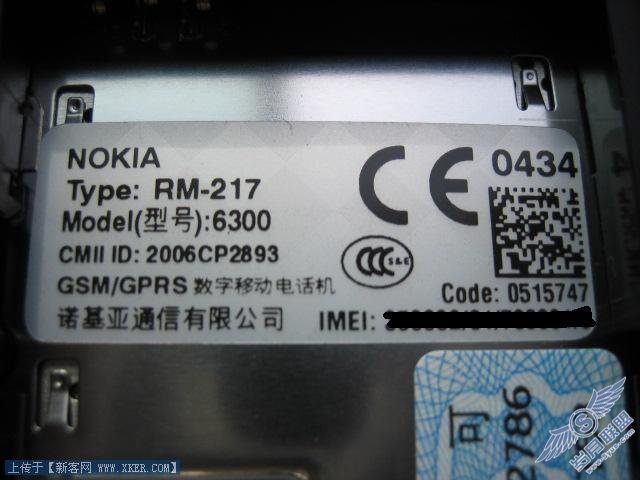 NOKIA
Type: RM-217
Model(型号):6300
CMII ID: 2006CP2893
GSM/GPRS 数字移动电话机
诺基亚通信有限公司
IMEI:
CE 0434
CCC S&E
Code: 0515747
可
2786
上传于【新客网 www.XKER.com】